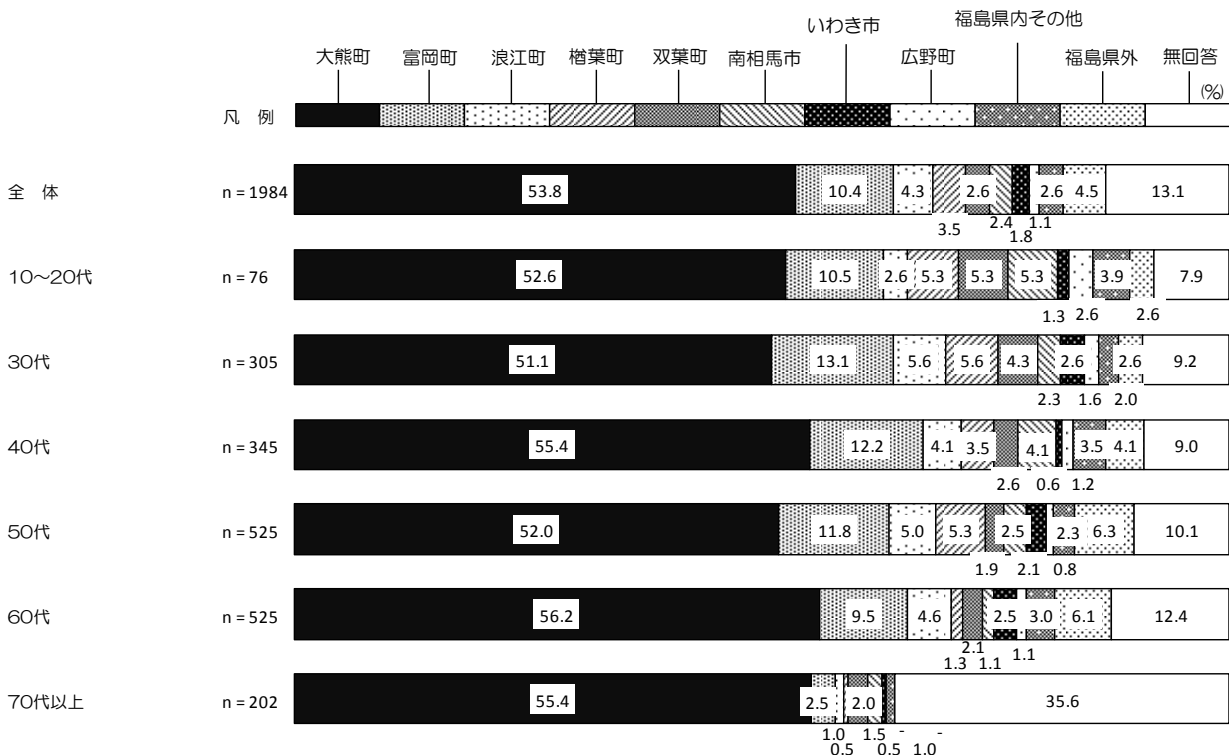 いわき市 福島県内その他
大熊町 富岡町 浪江町 楢葉町 双葉町 南相馬市 広野町 福島県外 無回答
(%)
凡 例
全 体 n = 1984 53.8 10.4 4.3 2.6 2.6 4.5 13.1
3.5 2.4 1.8 1.1
10～20代 n = 76 52.6 10.5 2.6 5.3 5.3 5.3 3.9 7.9
1.3 2.6 2.6
30代 n = 305 51.1 13.1 5.6 5.6 4.3 2.6 2.6 9.2
2.3 1.6 2.0
40代 n = 345 55.4 12.2 4.1 3.5 4.1 3.5 4.1 9.0
2.6 0.6 1.2
50代 n = 525 52.0 11.8 5.0 5.3 2.5 2.3 6.3 10.1
1.9 2.1 0.8
60代 n = 525 56.2 9.5 4.6 2.5 3.0 6.1 12.4
1.3 2.1 1.1 1.1
70代以上 n = 202 55.4 2.5 2.0 35.6
1.0 1.5 - -
0.5 0.5 1.0